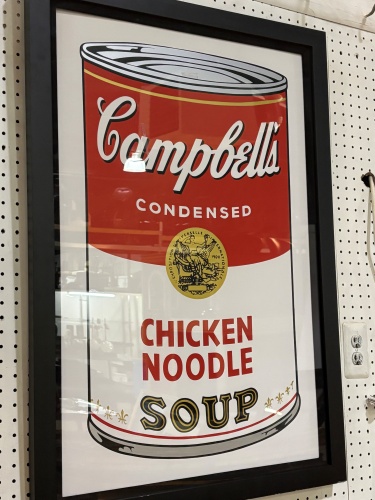 Campbell's
CONDENSED
CHICKEN
NOODLE
SOUP